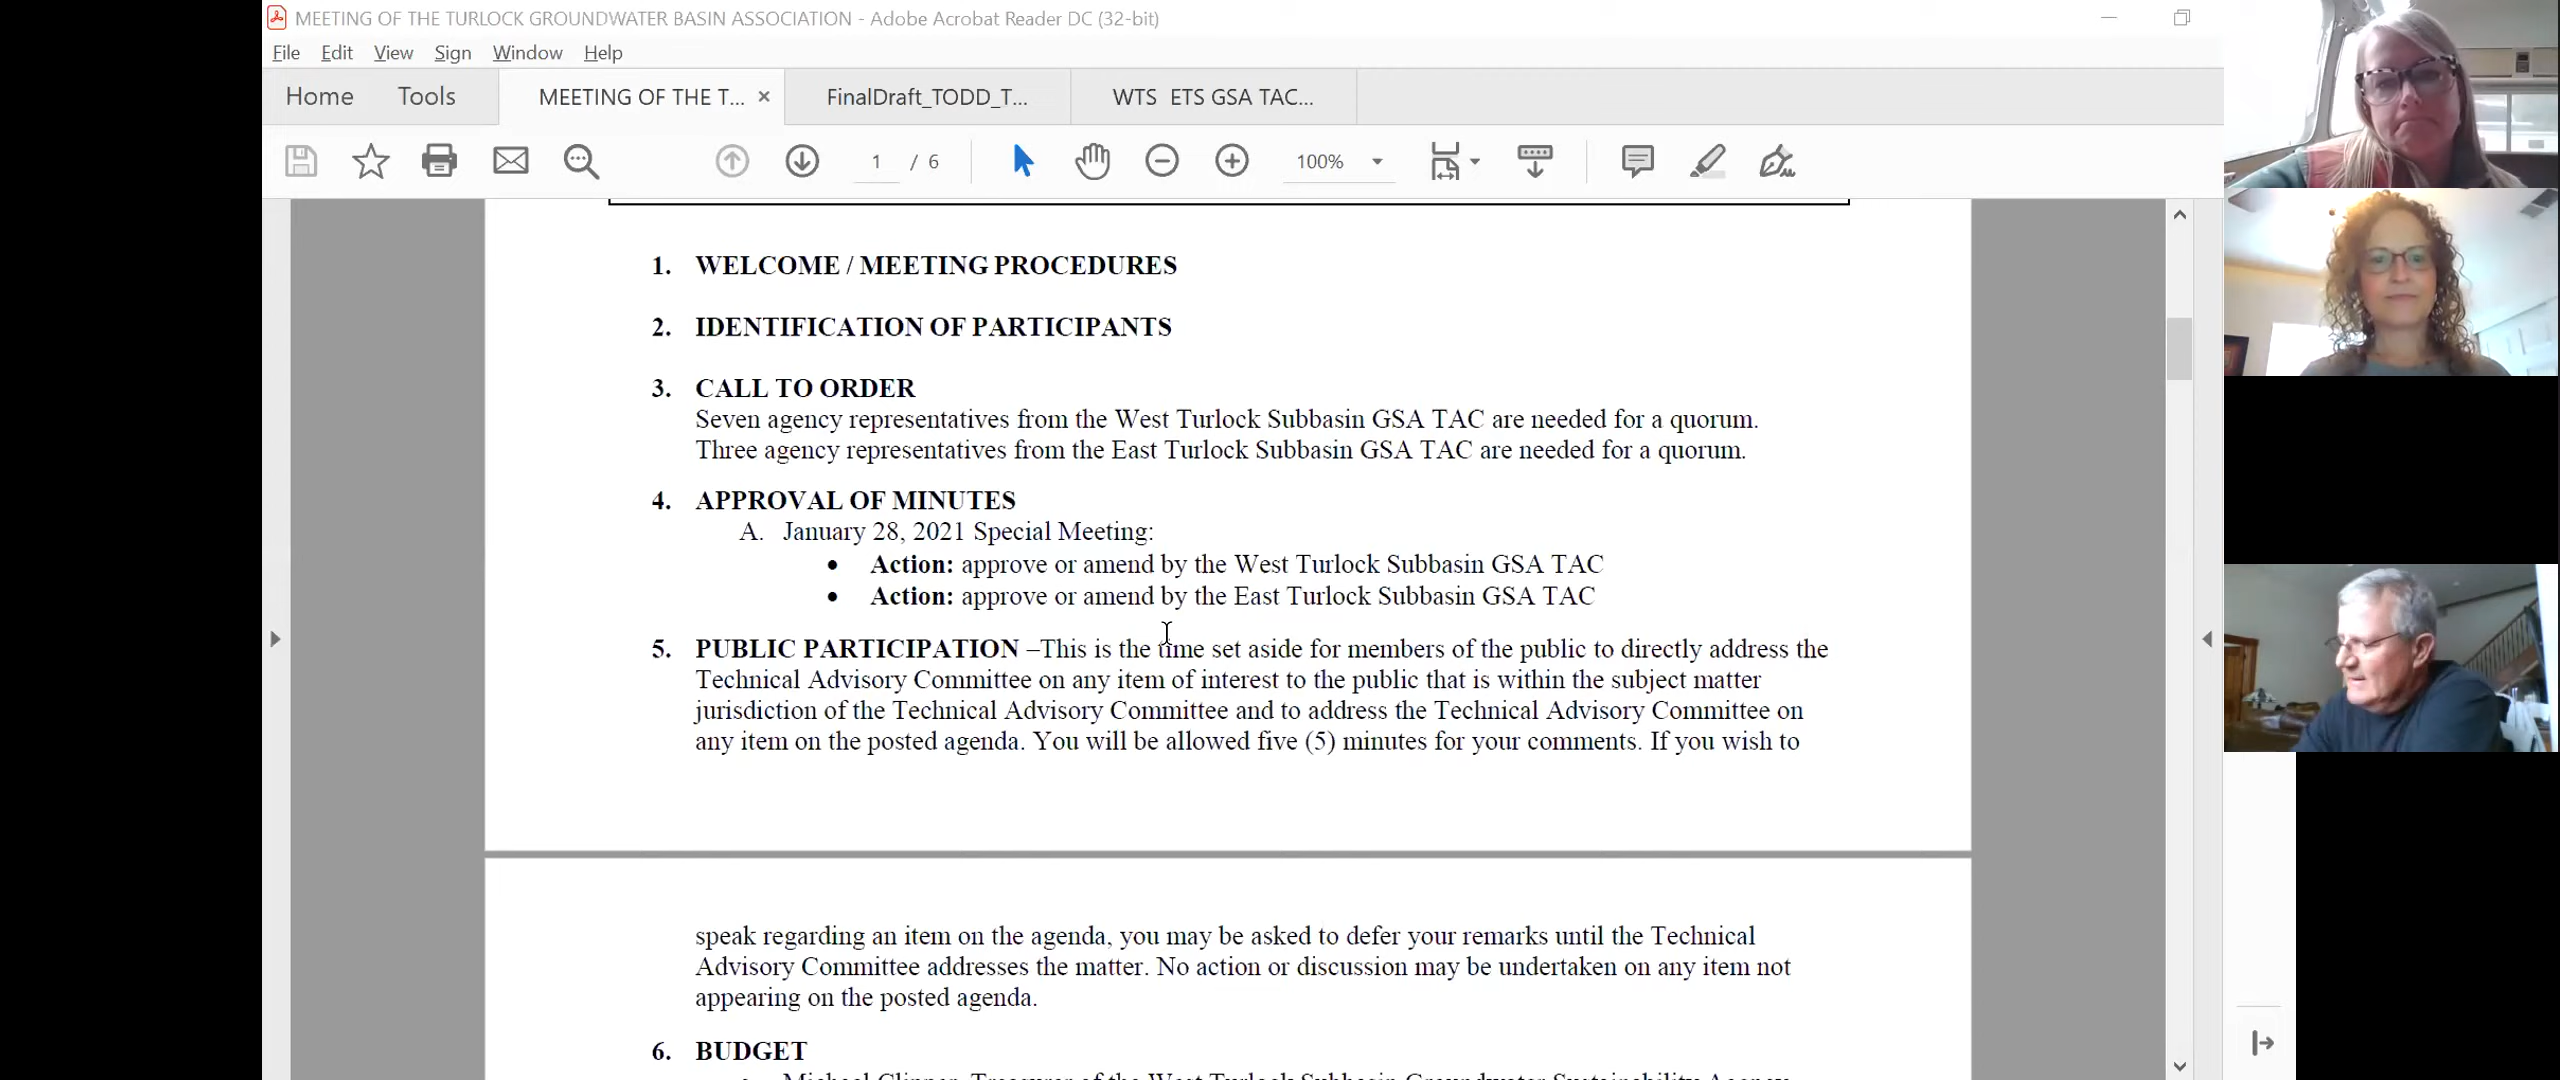 MEETING OF THE TURLOCK GROUNDWATER BASIN ASSOCIATION - Adobe Acrobat Reader DC (32-bit)
File Edit View Sign Window Help
Home Tools MEETING OF THE T... × FinalDraft_TODD_T... WTS ETS GSA TAC...
1 / 6 100%
1. WELCOME / MEETING PROCEDURES
2. IDENTIFICATION OF PARTICIPANTS
3. CALL TO ORDER
Seven agency representatives from the West Turlock Subbasin GSA TAC are needed for a quorum.
Three agency representatives from the East Turlock Subbasin GSA TAC are needed for a quorum.
4. APPROVAL OF MINUTES
A. January 28, 2021 Special Meeting:
• Action: approve or amend by the West Turlock Subbasin GSA TAC
• Action: approve or amend by the East Turlock Subbasin GSA TAC
5. PUBLIC PARTICIPATION –This is the time set aside for members of the public to directly address the
Technical Advisory Committee on any item of interest to the public that is within the subject matter
jurisdiction of the Technical Advisory Committee and to address the Technical Advisory Committee on
any item on the posted agenda. You will be allowed five (5) minutes for your comments. If you wish to
speak regarding an item on the agenda, you may be asked to defer your remarks until the Technical
Advisory Committee addresses the matter. No action or discussion may be undertaken on any item not
appearing on the posted agenda.
6. BUDGET
Treasurer of the West Turlock Subbasin Groundwater Sustainability Agency